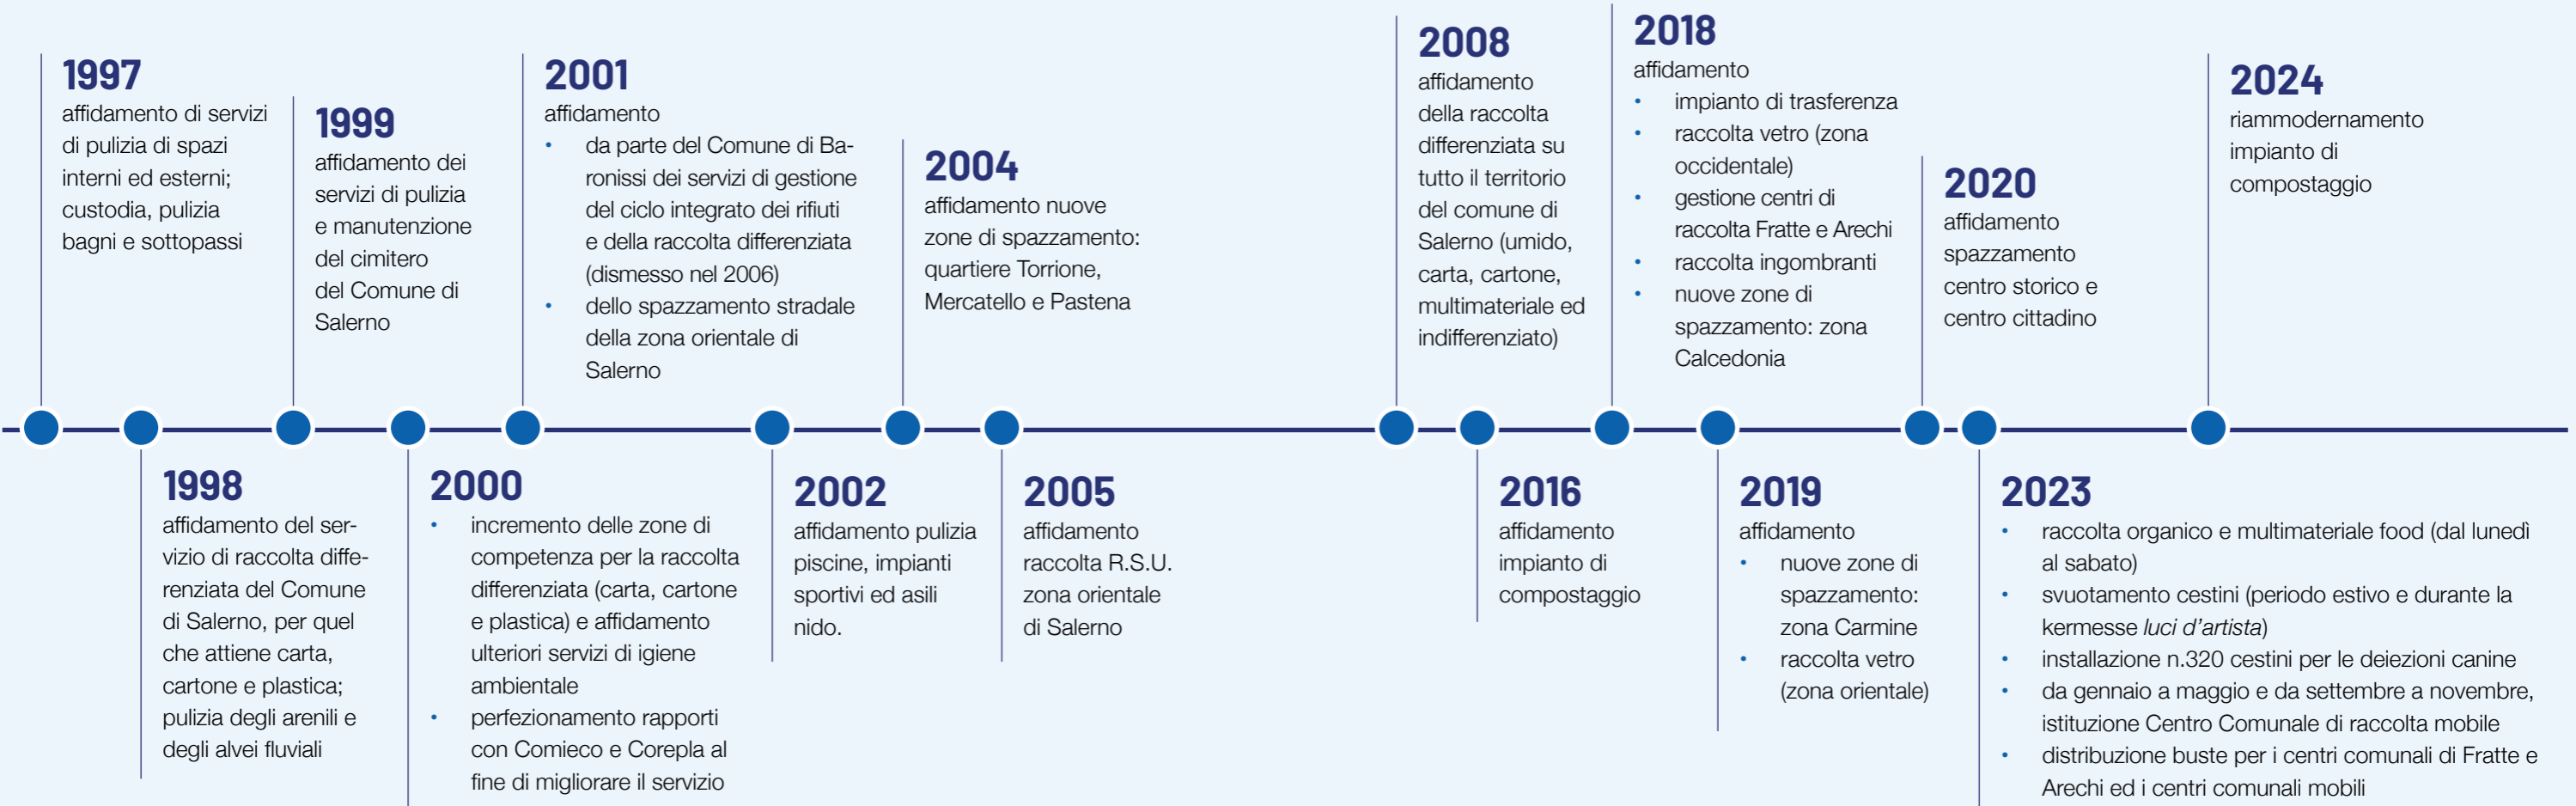 1997
affidamento di servizi
di pulizia di spazi
interni ed esterni;
custodia, pulizia
bagni e sottopassi
1998
affidamento del ser-
vizio di raccolta diffe-
renziata del Comune
di Salerno, per quel
che attiene carta,
cartone e plastica;
pulizia degli arenili e
degli alvei fluviali
1999
affidamento dei
servizi di pulizia
e manutenzione
del cimitero
del Comune di
Salerno
2000
• incremento delle zone di
competenza per la raccolta
differenziata (carta, cartone
e plastica) e affidamento
ulteriori servizi di igiene
ambientale
• perfezionamento rapporti
con Comieco e Corepla al
fine di migliorare il servizio
2001
affidamento
• da parte del Comune di Ba-
ronissi dei servizi di gestione
del ciclo integrato dei rifiuti
e della raccolta differenziata
(dismesso nel 2006)
• dello spazzamento stradale
della zona orientale di
Salerno
2002
affidamento pulizia
piscine, impianti
sportivi ed asili
nido.
2004
affidamento nuove
zone di spazzamento:
quartiere Torrione,
Mercatello e Pastena
2005
affidamento
raccolta R.S.U.
zona orientale
di Salerno
2008
affidamento
della raccolta
differenziata su
tutto il territorio
del comune di
Salerno (umido,
carta, cartone,
multimateriale ed
indifferenziato)
2016
affidamento
impianto di
compostaggio
2018
affidamento
• impianto di trasferenza
• raccolta vetro (zona
occidentale)
• gestione centri di
raccolta Fratte e Arechi
• raccolta ingombranti
• nuove zone di
spazzamento: zona
Calcedonia
2019
affidamento
• nuove zone di
spazzamento:
zona Carmine
• raccolta vetro
(zona orientale)
2020
affidamento
spazzamento
centro storico e
centro cittadino
2023
• raccolta organico e multimateriale food (dal lunedì
al sabato)
• svuotamento cestini (periodo estivo e durante la
kermesse luci d'artista)
• installazione n.320 cestini per le deiezioni canine
• da gennaio a maggio e da settembre a novembre,
istituzione Centro Comunale di raccolta mobile
• distribuzione buste per i centri comunali di Fratte e
Arechi ed i centri comunali mobili
2024
riammodernamento
impianto di
compostaggio